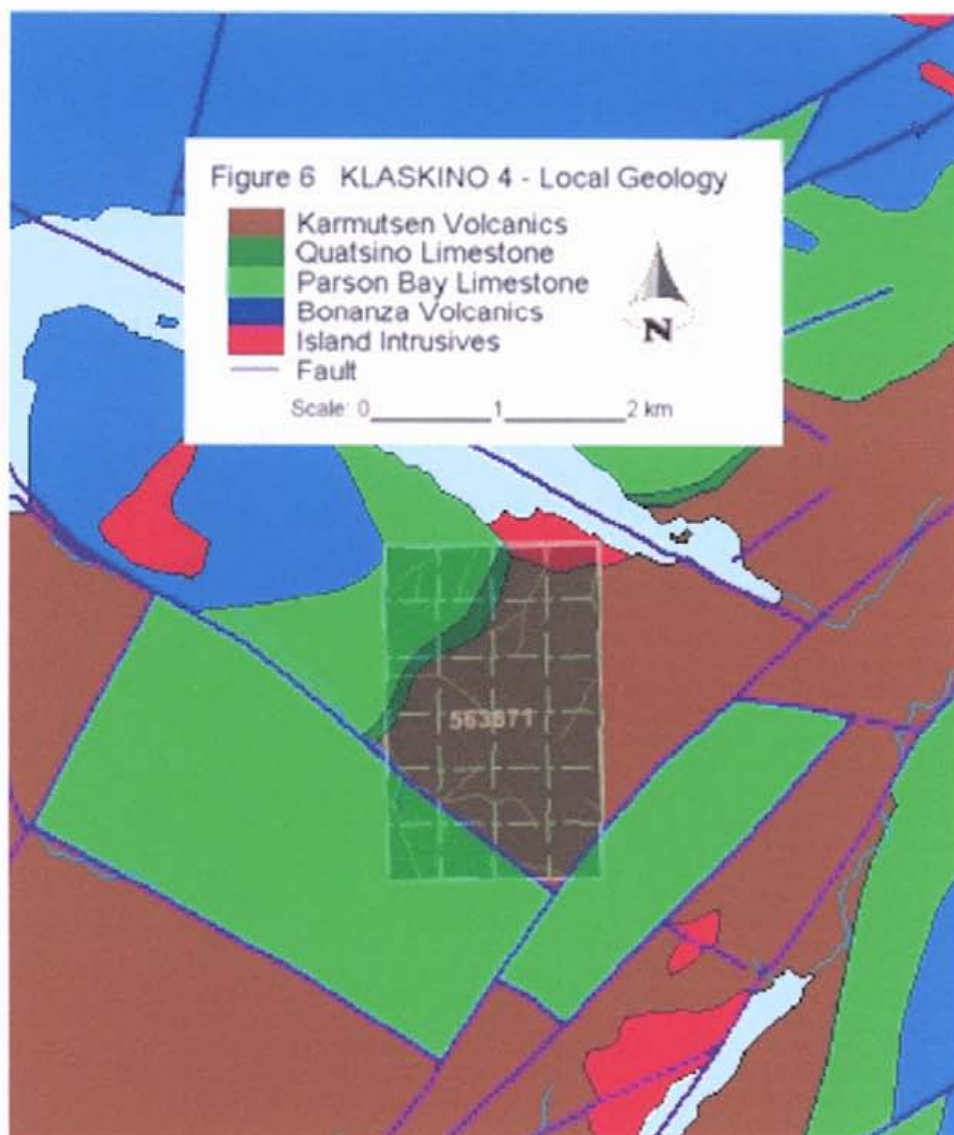 Figure 6 KLASKINO 4 - Local Geology
Karmutsen Volcanics
Quatsino Limestone
Parson Bay Limestone
Bonanza Volcanics
Island Intrusives
Fault
N
Scale: 0 1 2 km
563871